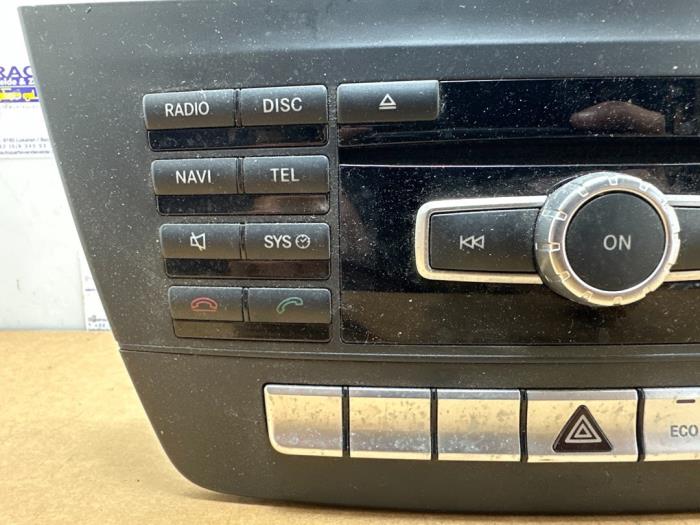 RADIO DISC
NAVI TEL
SYS ON
ECO